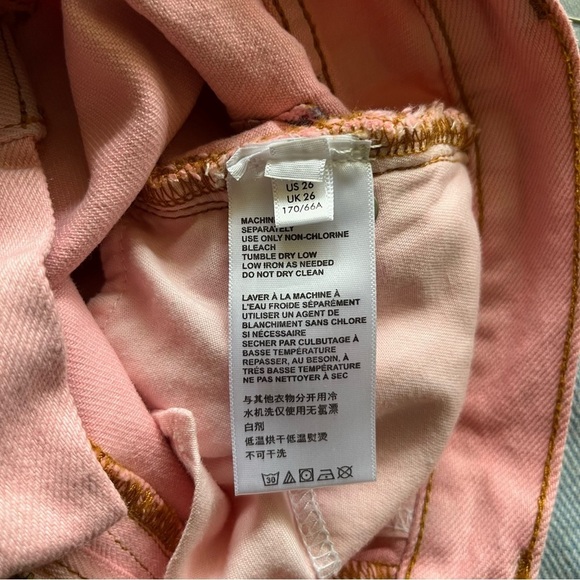 US 26
UK 26
170/66A
MACHIN
SEPARATELY
USE ONLY NON-CHLORINE
BLEACH
TUMBLE DRY LOW
LOW IRON AS NEEDED
DO NOT DRY CLEAN
LAVER À LA MACHINE À
L'EAU FROIDE SÉPARÉMENT
UTILISER UN AGENT DE
BLANCHIMENT SANS CHLORE
SI NÉCESSAIRE
SECHER PAR CULBUTAGE À
BASSE TEMPÉRATURE
REPASSER, AU BESOIN, À
TRÉS BASSE TEMPÉRATURE
NE PAS NETTOYER À SEC
与其他衣物分开用冷
水机洗仅使用无氯漂
白剂
低温烘干低温熨烫
不可干洗
30